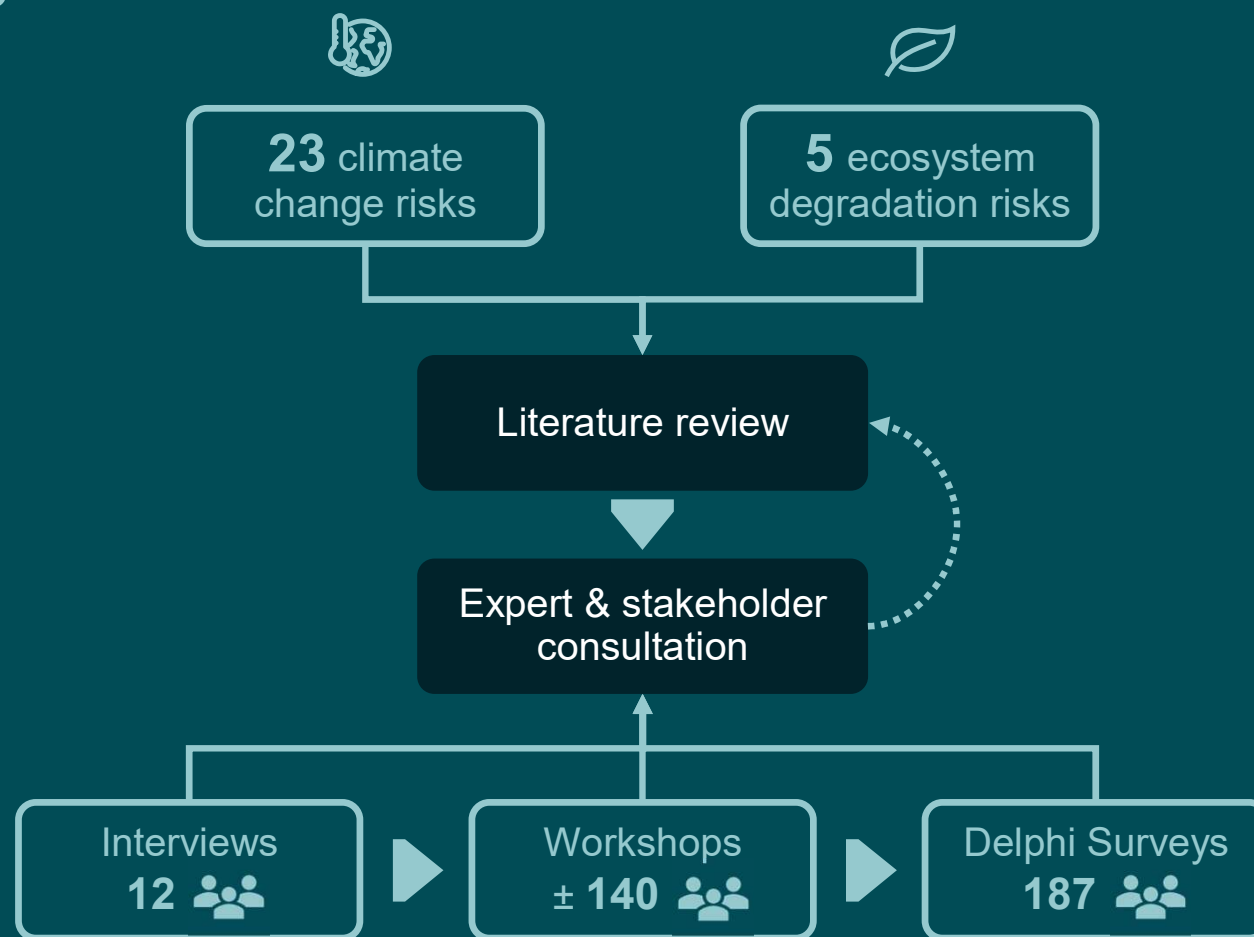 23 climate
change risks
5 ecosystem
degradation risks
Literature review
Expert & stakeholder
consultation
Interviews
12
Workshops
± 140
Delphi Surveys
187